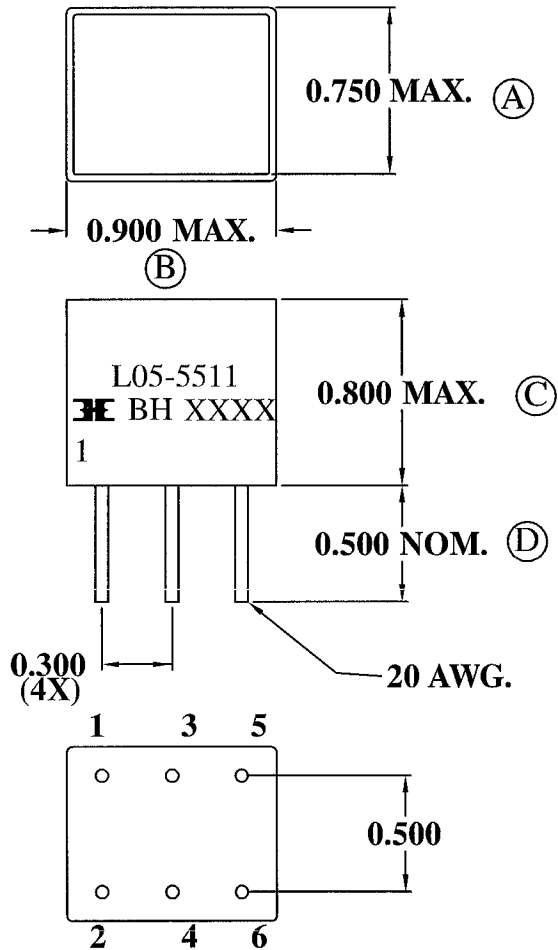 0.750 MAX. A
0.900 MAX.
B
L05-5511
BH XXXX
1
0.800 MAX. C
0.500 NOM. D
0.300
(4X)
20 AWG.
1 3 5
0.500
2 4 6